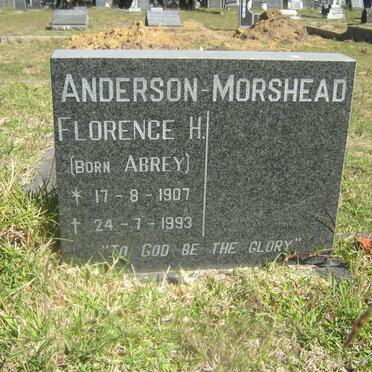 ANDERSON-MORSHEAD
FLORENCE H.
(BORN ABREY)
* 17-8-1907
† 24-7-1993
"TO GOD BE THE GLORY"